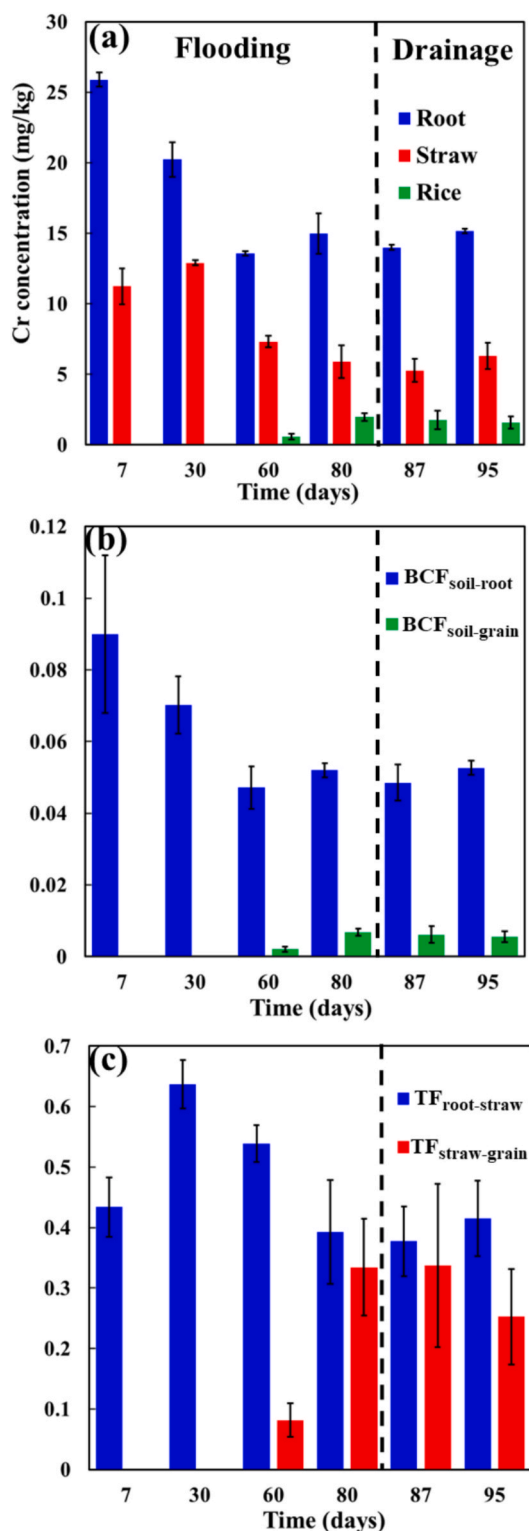 (a) Flooding Drainage
Cr concentration (mg/kg)
30
25
20
15
10
5
0
Root
Straw
Rice
7 30 60 80 87 95
Time (days)
(b)
0.12
0.1
0.08
0.06
0.04
0.02
0
BCFsoil-root
BCFsoil-grain
7 30 60 80 87 95
Time (days)
(c)
0.7
0.6
0.5
0.4
0.3
0.2
0.1
0
TFroot-straw
TFstraw-grain
7 30 60 80 87 95
Time (days)